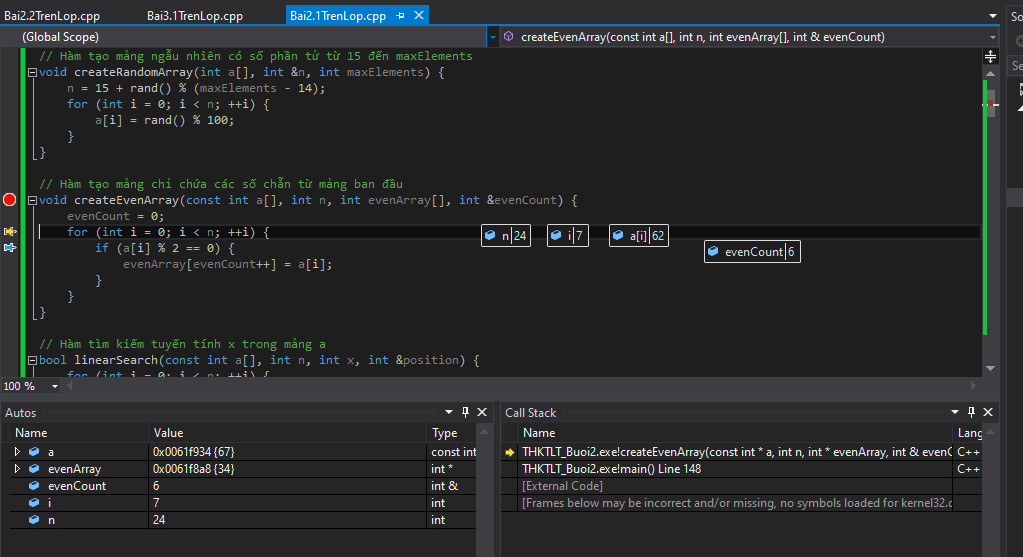 Bai2.2TrenLop.cpp Bai3.1TrenLop.cpp Bai2.1TrenLop.cpp
(Global Scope) createEvenArray(const int a[], int n, int evenArray[], int & evenCount)
// Hàm tạo mảng ngẫu nhiên có số phần tử từ 15 đến maxElements
void createRandomArray(int a[], int &n, int maxElements) {
n = 15 + rand() % (maxElements - 14);
for (int i = 0; i < n; ++i) {
a[i] = rand() % 100;
}
}
// Hàm tạo mảng chỉ chứa các số chẵn từ mảng ban đầu
void createEvenArray(const int a[], int n, int evenArray[], int &evenCount) {
evenCount = 0;
for (int i = 0; i < n; ++i) { n 24 i 7 a[i] 62
if (a[i] % 2 == 0) { evenCount 6
evenArray[evenCount++] = a[i];
}
}
}
// Hàm tìm kiếm tuyến tính x trong mảng a
bool linearSearch(const int a[], int n, int x, int &position) {
for (int i = 0; i < n; ++i) {
100 %
Autos
Name Value Type
a 0x0061f934 {67} const int
evenArray 0x0061f8a8 {34} int *
evenCount 6 int &
i 7 int
n 24 int
Call Stack
Name Lang
THKTLT_Buoi2.exe!createEvenArray(const int * a, int n, int * evenArray, int & evenC C++
THKTLT_Buoi2.exe!main() Line 148 C++
[External Code]
[Frames below may be incorrect and/or missing, no symbols loaded for kernel32.d
So
Se